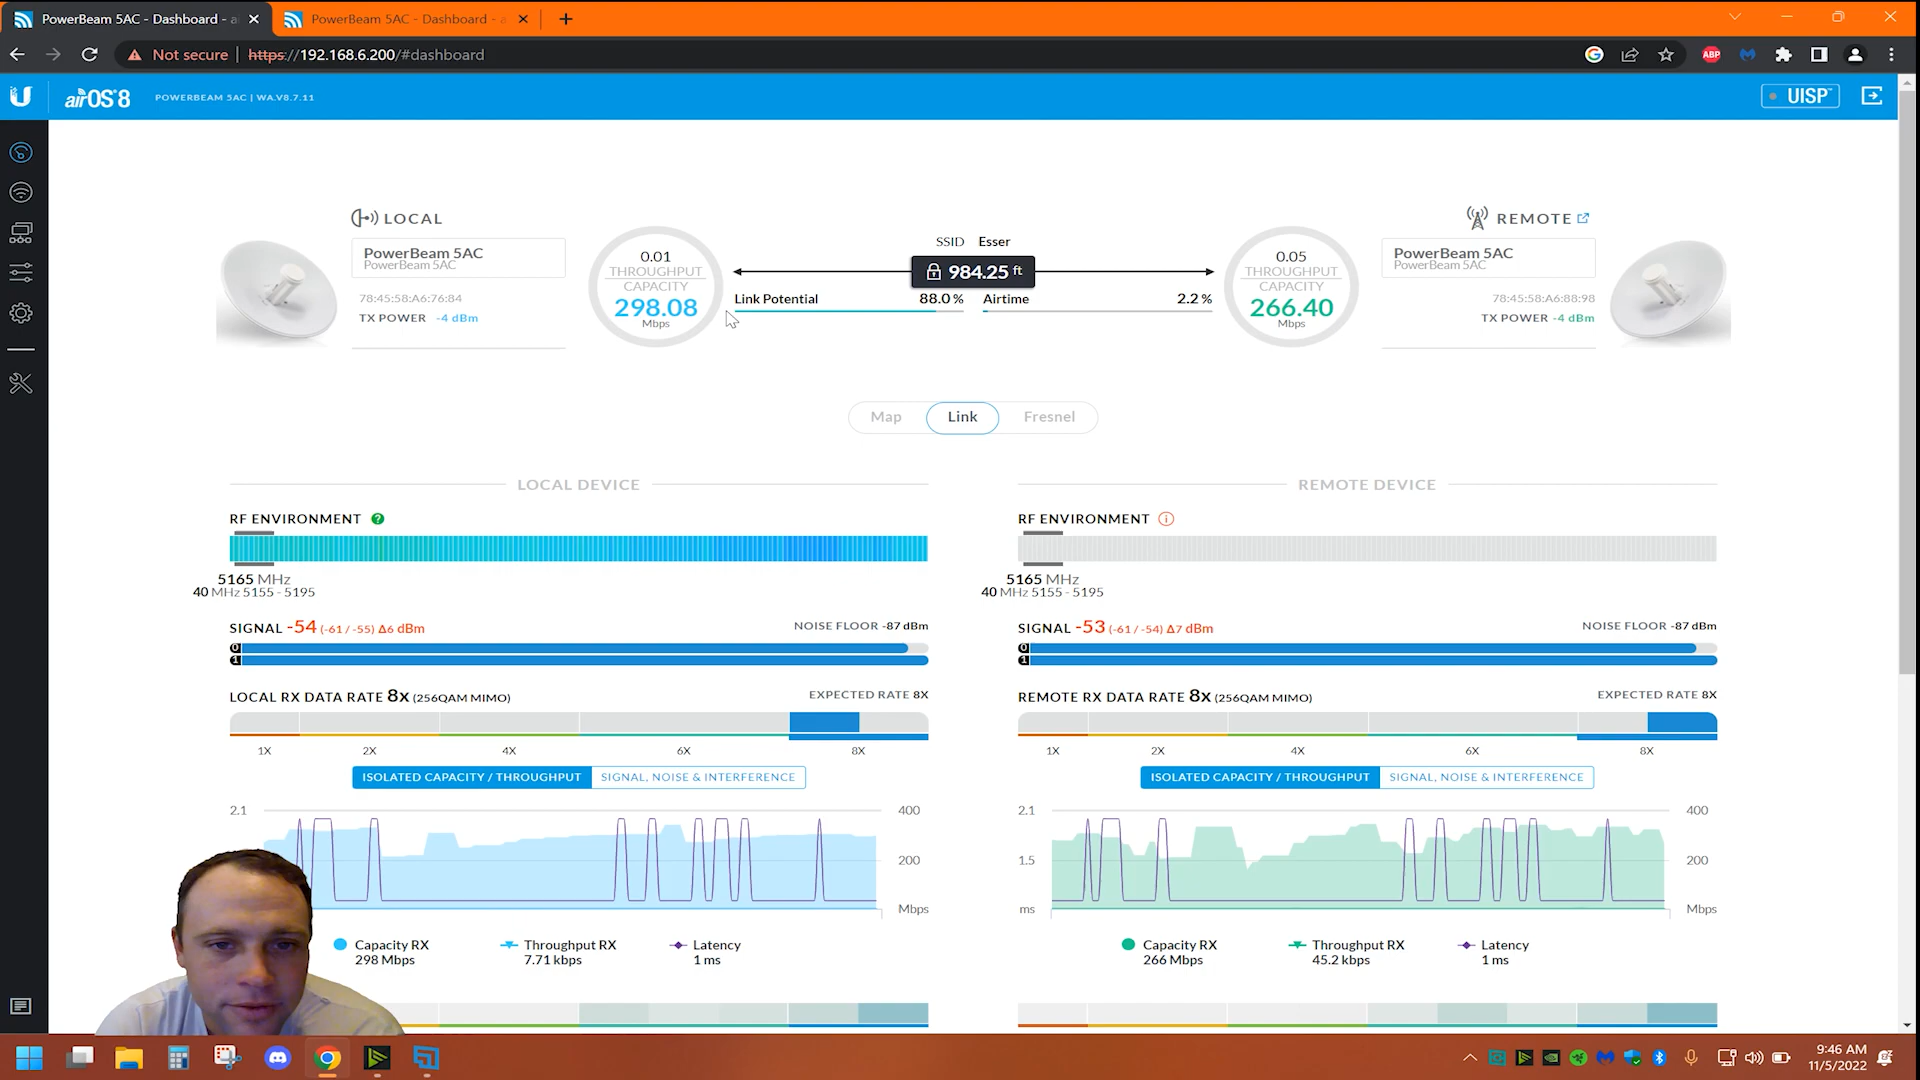 PowerBeam 5AC - Dashboard - a
PowerBeam 5AC - Dashboard - a
Not secure
https://192.168.6.200/#dashboard
ABP
airOS 8
POWERBEAM 5AC | WA.V8.7.11
UISP
LOCAL
PowerBeam 5AC
PowerBeam 5AC
78:45:58:A6:76:84
TX POWER -4 dBm
0.01
THROUGHPUT
CAPACITY
298.08
Mbps
SSID Esser
984.25 ft
Link Potential 88.0 % Airtime 2.2 %
0.05
THROUGHPUT
CAPACITY
266.40
Mbps
REMOTE
PowerBeam 5AC
PowerBeam 5AC
78:45:58:A6:88:98
TX POWER -4 dBm
Map Link Fresnel
LOCAL DEVICE
RF ENVIRONMENT ?
5165 MHz
40 MHz 5155 - 5195
SIGNAL -54 (-61 / -55) Δ6 dBm
NOISE FLOOR -87 dBm
0
1
LOCAL RX DATA RATE 8X (256QAM MIMO)
EXPECTED RATE 8X
1X 2X 4X 6X 8X
ISOLATED CAPACITY / THROUGHPUT SIGNAL, NOISE & INTERFERENCE
2.1 400
200
Mbps
Capacity RX Throughput RX Latency
298 Mbps 7.71 kbps 1 ms
REMOTE DEVICE
RF ENVIRONMENT i
5165 MHz
40 MHz 5155 - 5195
SIGNAL -53 (-61 / -54) Δ7 dBm
NOISE FLOOR -87 dBm
0
1
REMOTE RX DATA RATE 8X (256QAM MIMO)
EXPECTED RATE 8X
1X 2X 4X 6X 8X
ISOLATED CAPACITY / THROUGHPUT SIGNAL, NOISE & INTERFERENCE
2.1 400
1.5 200
ms Mbps
Capacity RX Throughput RX Latency
266 Mbps 45.2 kbps 1 ms
9:46 AM
11/5/2022